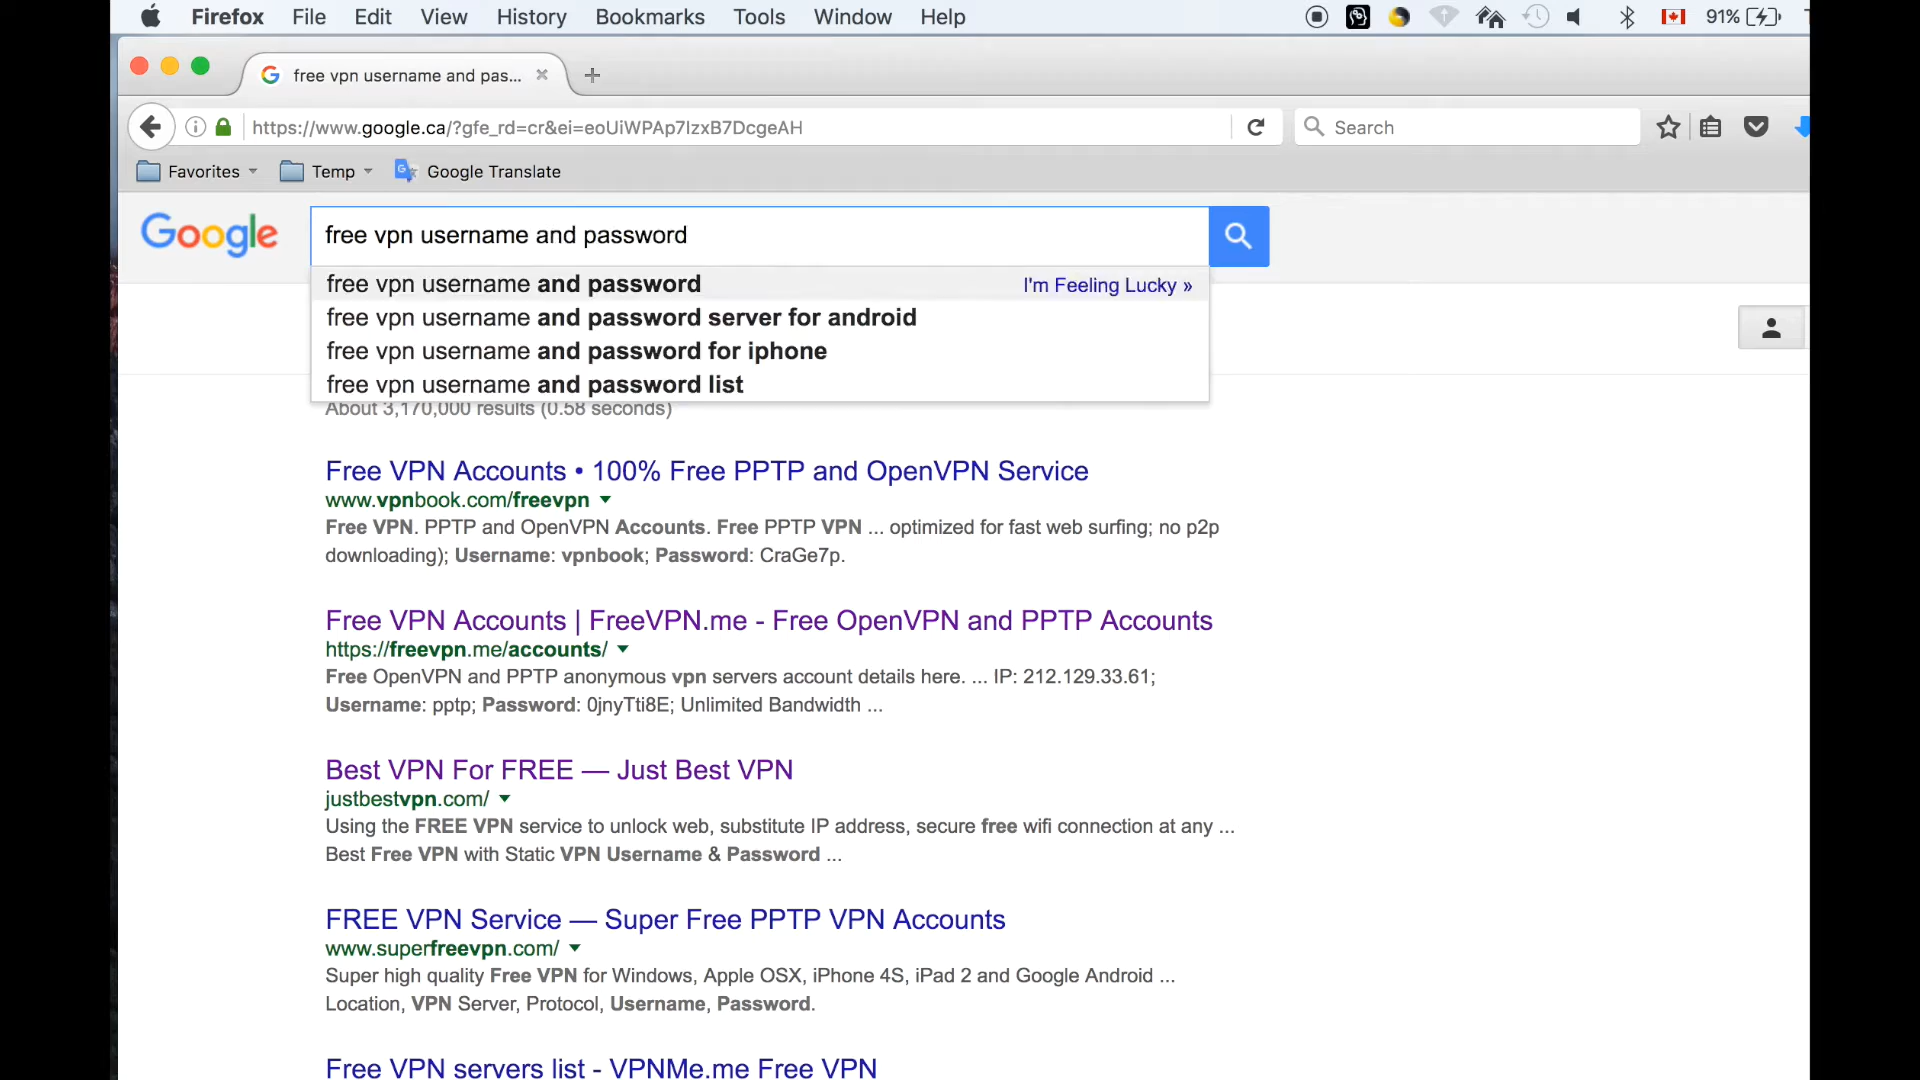 Firefox File Edit View History Bookmarks Tools Window Help 91%
free vpn username and pas...
https://www.google.ca/?gfe_rd=cr&ei=eoUiWPAp7IzxB7DcgeAH Search
Favorites Temp Google Translate
Google free vpn username and password
free vpn username and password I'm Feeling Lucky »
free vpn username and password server for android
free vpn username and password for iphone
free vpn username and password list
About 3,170,000 results (0.58 seconds)
Free VPN Accounts • 100% Free PPTP and OpenVPN Service
www.vpnbook.com/freevpn
Free VPN. PPTP and OpenVPN Accounts. Free PPTP VPN ... optimized for fast web surfing; no p2p
downloading); Username: vpnbook; Password: CraGe7p.
Free VPN Accounts | FreeVPN.me - Free OpenVPN and PPTP Accounts
https://freevpn.me/accounts/
Free OpenVPN and PPTP anonymous vpn servers account details here. ... IP: 212.129.33.61;
Username: pptp; Password: 0jnyTti8E; Unlimited Bandwidth ...
Best VPN For FREE — Just Best VPN
justbestvpn.com/
Using the FREE VPN service to unlock web, substitute IP address, secure free wifi connection at any ...
Best Free VPN with Static VPN Username & Password ...
FREE VPN Service — Super Free PPTP VPN Accounts
www.superfreevpn.com/
Super high quality Free VPN for Windows, Apple OSX, iPhone 4S, iPad 2 and Google Android ...
Location, VPN Server, Protocol, Username, Password.
Free VPN servers list - VPNMe.me Free VPN